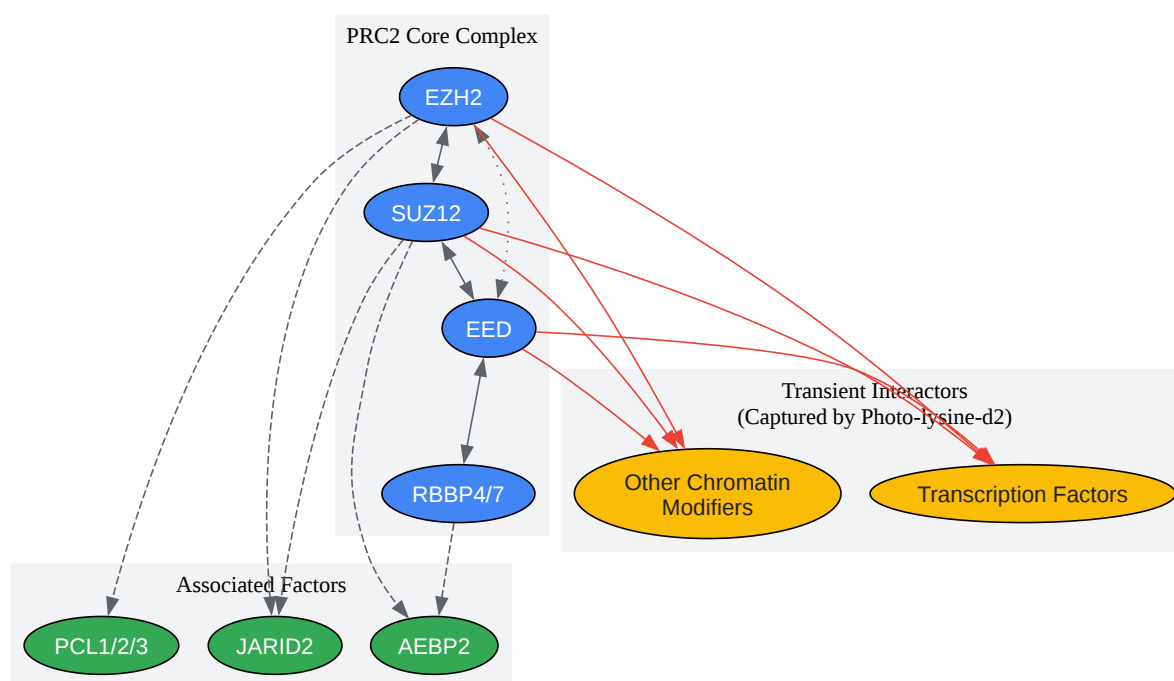 PRC2 Core Complex
EZH2
SUZ12
EED
RBBP4/7
Transient Interactors
(Captured by Photo-lysine-d2)
Other Chromatin
Modifiers
Transcription Factors
Associated Factors
PCL1/2/3
JARID2
AEBP2